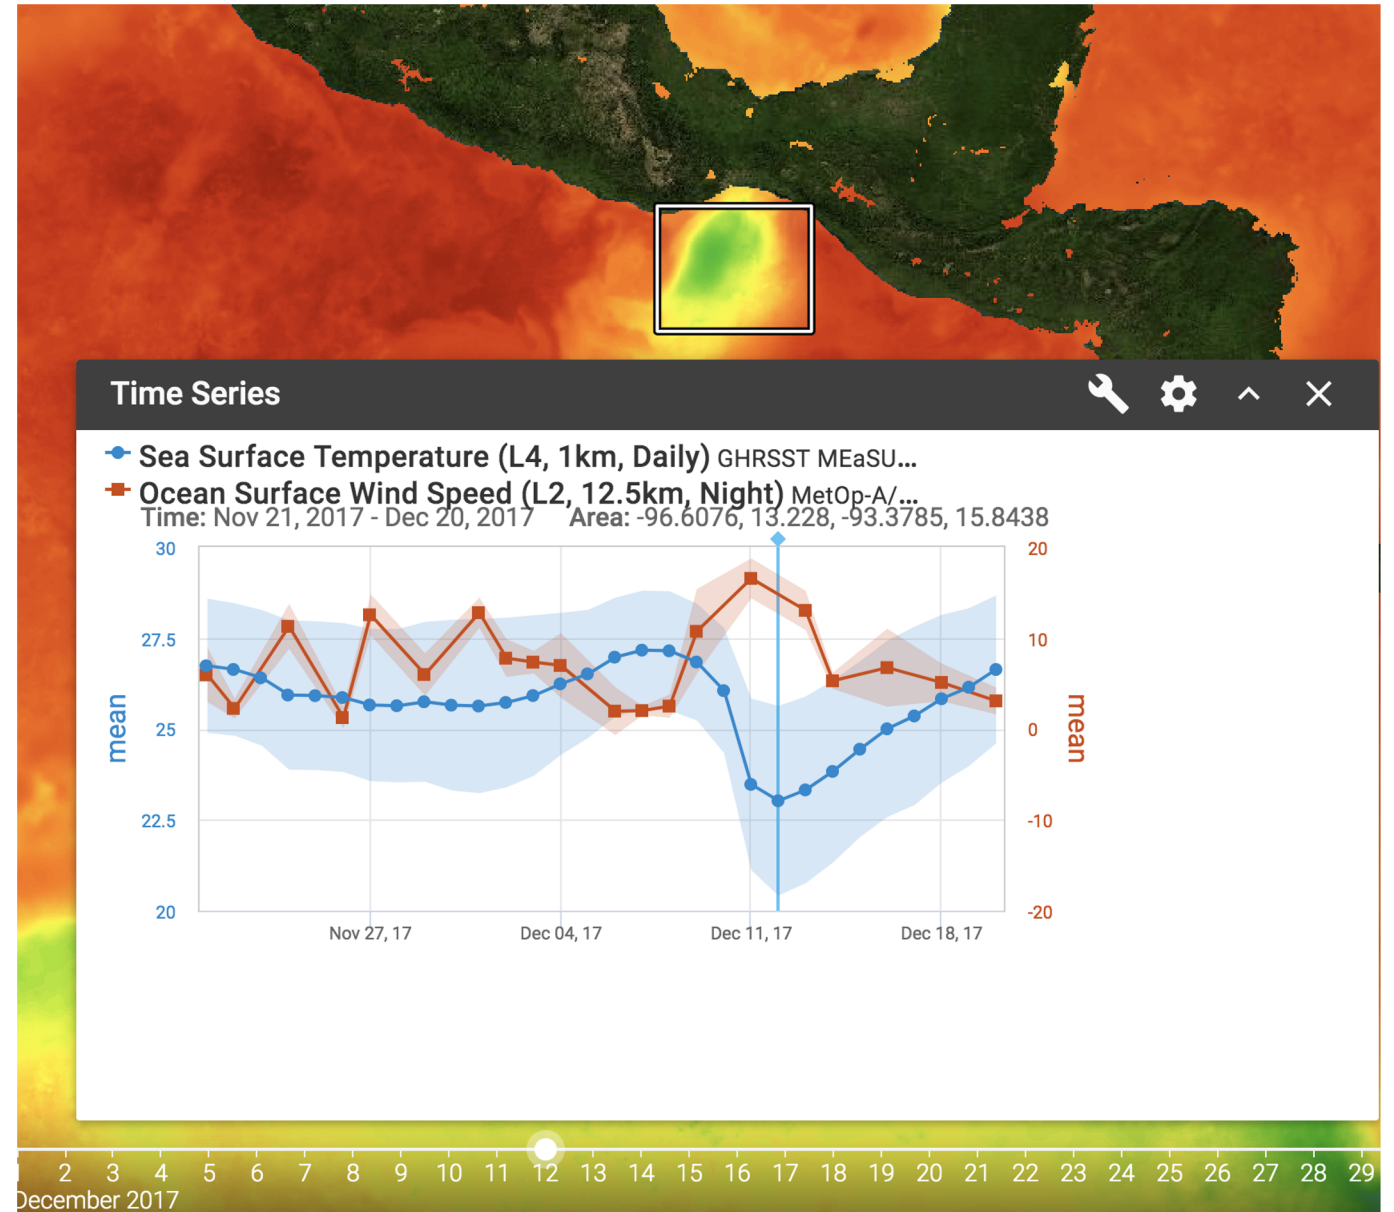 Time Series
Sea Surface Temperature (L4, 1km, Daily) GHRSST MEaSU...
Ocean Surface Wind Speed (L2, 12.5km, Night) MetOp-A/...
Time: Nov 21, 2017 - Dec 20, 2017 Area: -96.6076, 13.228, -93.3785, 15.8438
30 20
27.5 10
25 0
mean mean
22.5 -10
20 -20
Nov 27, 17 Dec 04, 17 Dec 11, 17 Dec 18, 17
2 3 4 5 6 7 8 9 10 11 12 13 14 15 16 17 18 19 20 21 22 23 24 25 26 27 28 29
December 2017